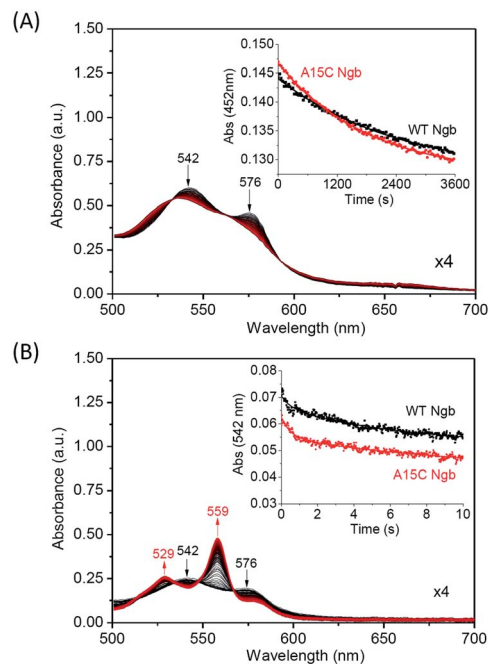 (A)
1.50
1.25
1.00
0.75
0.50
0.25
0.00
Absorbance (a.u.)
500 550 600 650 700
Wavelength (nm)
542
576
x4
0.150
0.145
0.140
0.135
0.130
Abs (452nm)
A15C Ngb
WT Ngb
0 1200 2400 3600
Time (s)
(B)
1.50
1.25
1.00
0.75
0.50
0.25
0.00
Absorbance (a.u.)
500 550 600 650 700
Wavelength (nm)
559
529 542 576
x4
0.08
0.07
0.06
0.05
0.04
0.03
Abs (542 nm)
WT Ngb
A15C Ngb
0 2 4 6 8 10
Time (s)